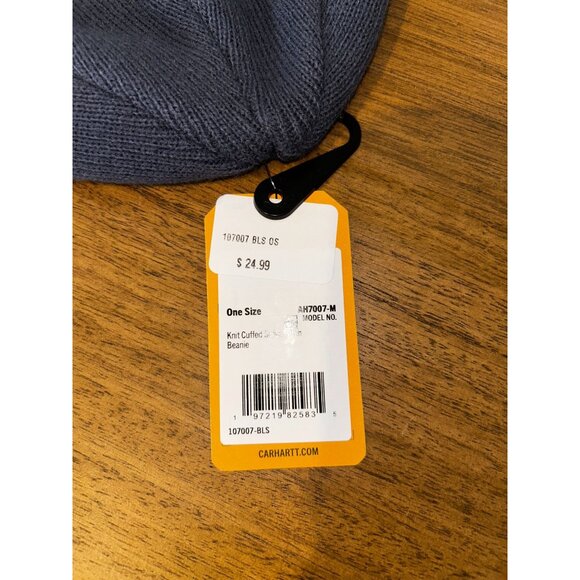 107007 BLS OS
$ 24.99
One Size
AH7007-M
MODEL NO.
Knit Cuffed
Beanie
1 97219 82583 5
107007-BLS
CARHARTT.COM